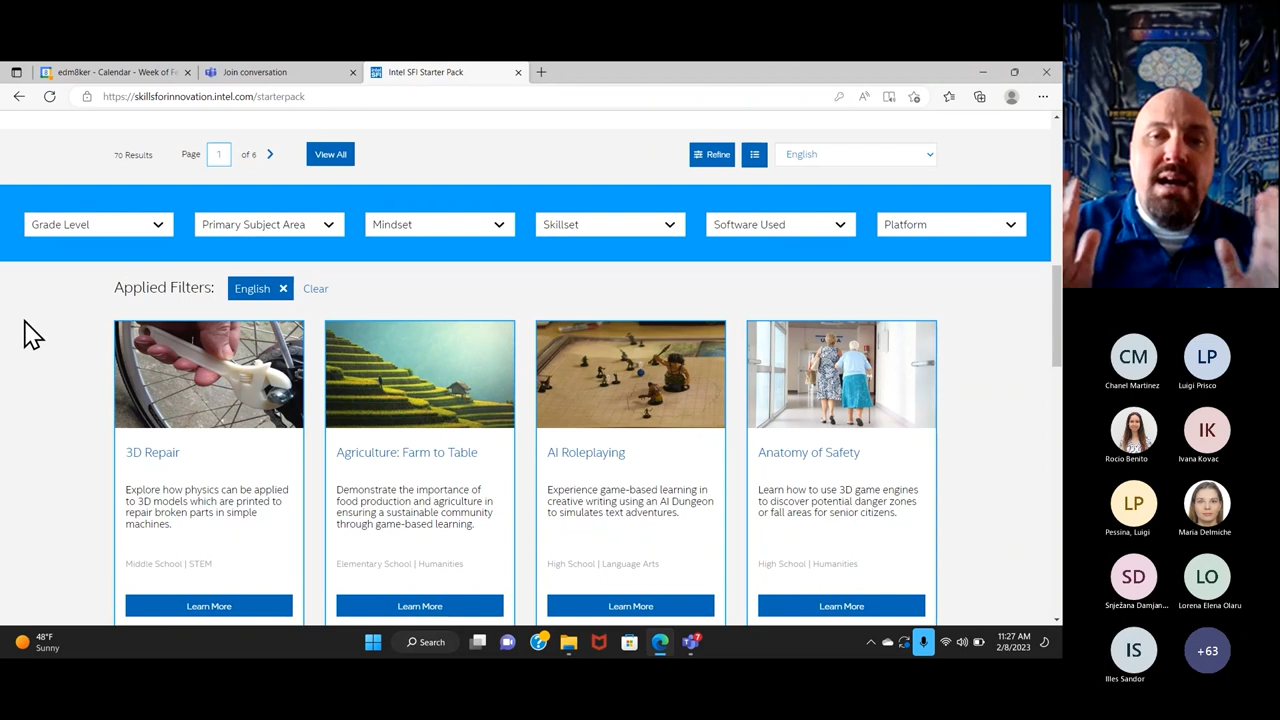 edm8ker - Calendar - Week of Fe
Join conversation
Intel SFI Starter Pack
https://skillsforinnovation.intel.com/starterpack
70 Results
Page
1
of 6
View All
Refine
English
Grade Level
Primary Subject Area
Mindset
Skillset
Software Used
Platform
Applied Filters:
English
Clear
3D Repair
Explore how physics can be applied
to 3D models which are printed to
repair broken parts in simple
machines.
Middle School | STEM
Learn More
Agriculture: Farm to Table
Demonstrate the importance of
food production and agriculture in
ensuring a sustainable community
through game-based learning.
Elementary School | Humanities
Learn More
AI Roleplaying
Experience game-based learning in
creative writing using an AI Dungeon
to simulates text adventures.
High School | Language Arts
Learn More
Anatomy of Safety
Learn how to use 3D game engines
to discover potential danger zones
or fall areas for senior citizens.
High School | Humanities
Learn More
48°F
Sunny
Search
7
11:27 AM
2/8/2023
CM
Chanel Martinez
LP
Luigi Prisco
Rocio Benito
IK
Ivana Kovac
LP
Pessina, Luigi
Maria Delmiche
SD
Snježana Damjan...
LO
Lorena Elena Olaru
IS
Illes Sandor
+63